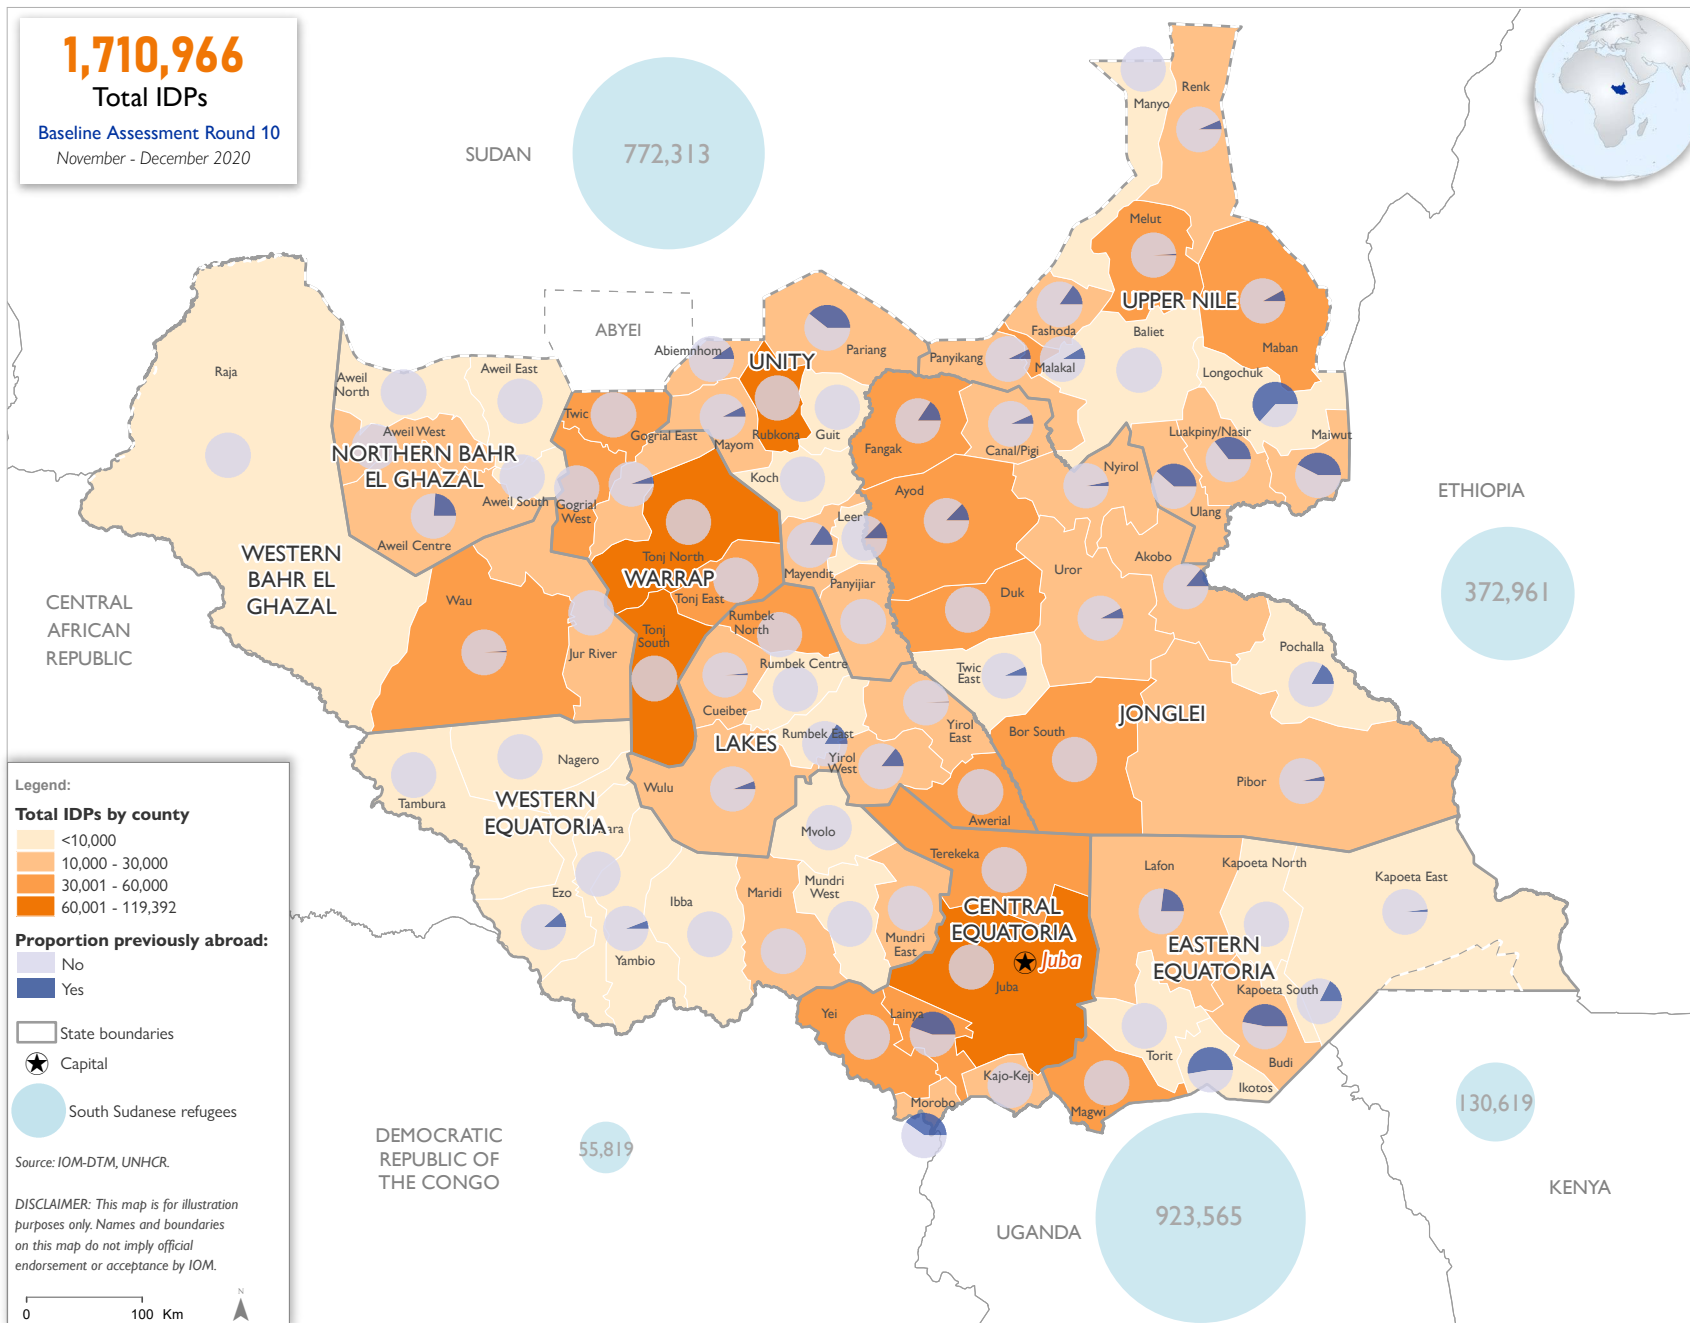 1,710,966
Total IDPs
Baseline Assessment Round 10
November - December 2020
SUDAN
772,313
Manyo
Renk
Melut
UPPER NILE
Maban
Fashoda
Baliet
Panyikang
Malakal
Longochuk
Luakpiny/Nasir
Maiwut
Ulang
ABYEI
Abiemnhom
UNITY
Pariang
Mayom
Rubkona
Guit
Koch
Leer
Mayendit
Panyijiar
Raja
Aweil
North
Aweil East
Aweil West
NORTHERN BAHR
EL GHAZAL
Aweil South
Aweil Centre
Twic
Gogrial East
Gogrial
West
Tonj North
WARRAP
Tonj East
Tonj
South
WESTERN
BAHR EL
GHAZAL
Wau
Jur River
CENTRAL
AFRICAN
REPUBLIC
Fangak
Canal/Pigi
Nyirol
Ayod
Akobo
Uror
Duk
Twic
East
Pochalla
JONGLEI
Bor South
Pibor
ETHIOPIA
372,961
Rumbek
North
Rumbek Centre
Cueibet
LAKES
Rumbek East
Yirol
West
Yirol
East
Wulu
Awerial
Tambura
Nagero
WESTERN
EQUATORIA
ara
Ezo
Yambio
Ibba
Maridi
Mvolo
Mundri
West
Mundri
East
Terekeka
CENTRAL
EQUATORIA
Juba
Juba
Yei
Lainya
Morobo
Kajo-Keji
Lafon
Kapoeta North
Kapoeta East
EASTERN
EQUATORIA
Kapoeta South
Torit
Budi
Ikotos
Magwi
DEMOCRATIC
REPUBLIC OF
THE CONGO
55,819
UGANDA
923,565
130,619
KENYA
Legend:
Total IDPs by county
<10,000
10,000 - 30,000
30,001 - 60,000
60,001 - 119,392
Proportion previously abroad:
No
Yes
State boundaries
Capital
South Sudanese refugees
Source: IOM-DTM, UNHCR.
DISCLAIMER: This map is for illustration
purposes only. Names and boundaries
on this map do not imply official
endorsement or acceptance by IOM.
N
0 100 Km